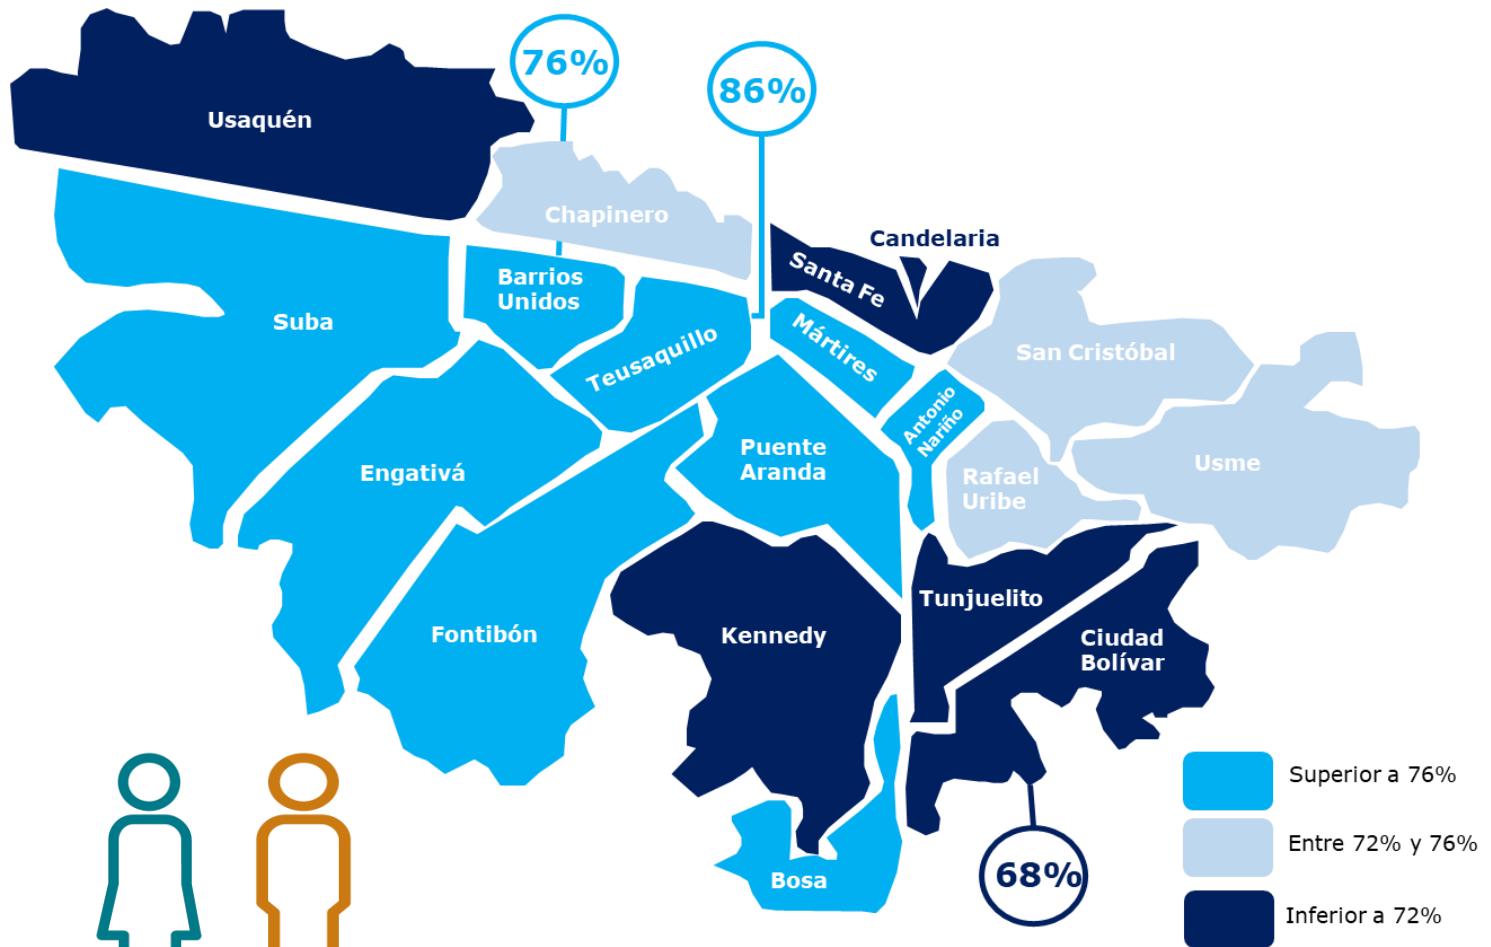 76%
86%
Usaquén
Chapinero
Candelaria
Santa Fe
Barrios
Unidos
Suba
Teusaquillo
Mártires
San Cristóbal
Antonio
Nariño
Puente
Aranda
Engativá
Rafael
Uribe
Usme
Tunjuelito
Fontibón
Kennedy
Ciudad
Bolívar
Bosa
68%
Superior a 76%
Entre 72% y 76%
Inferior a 72%